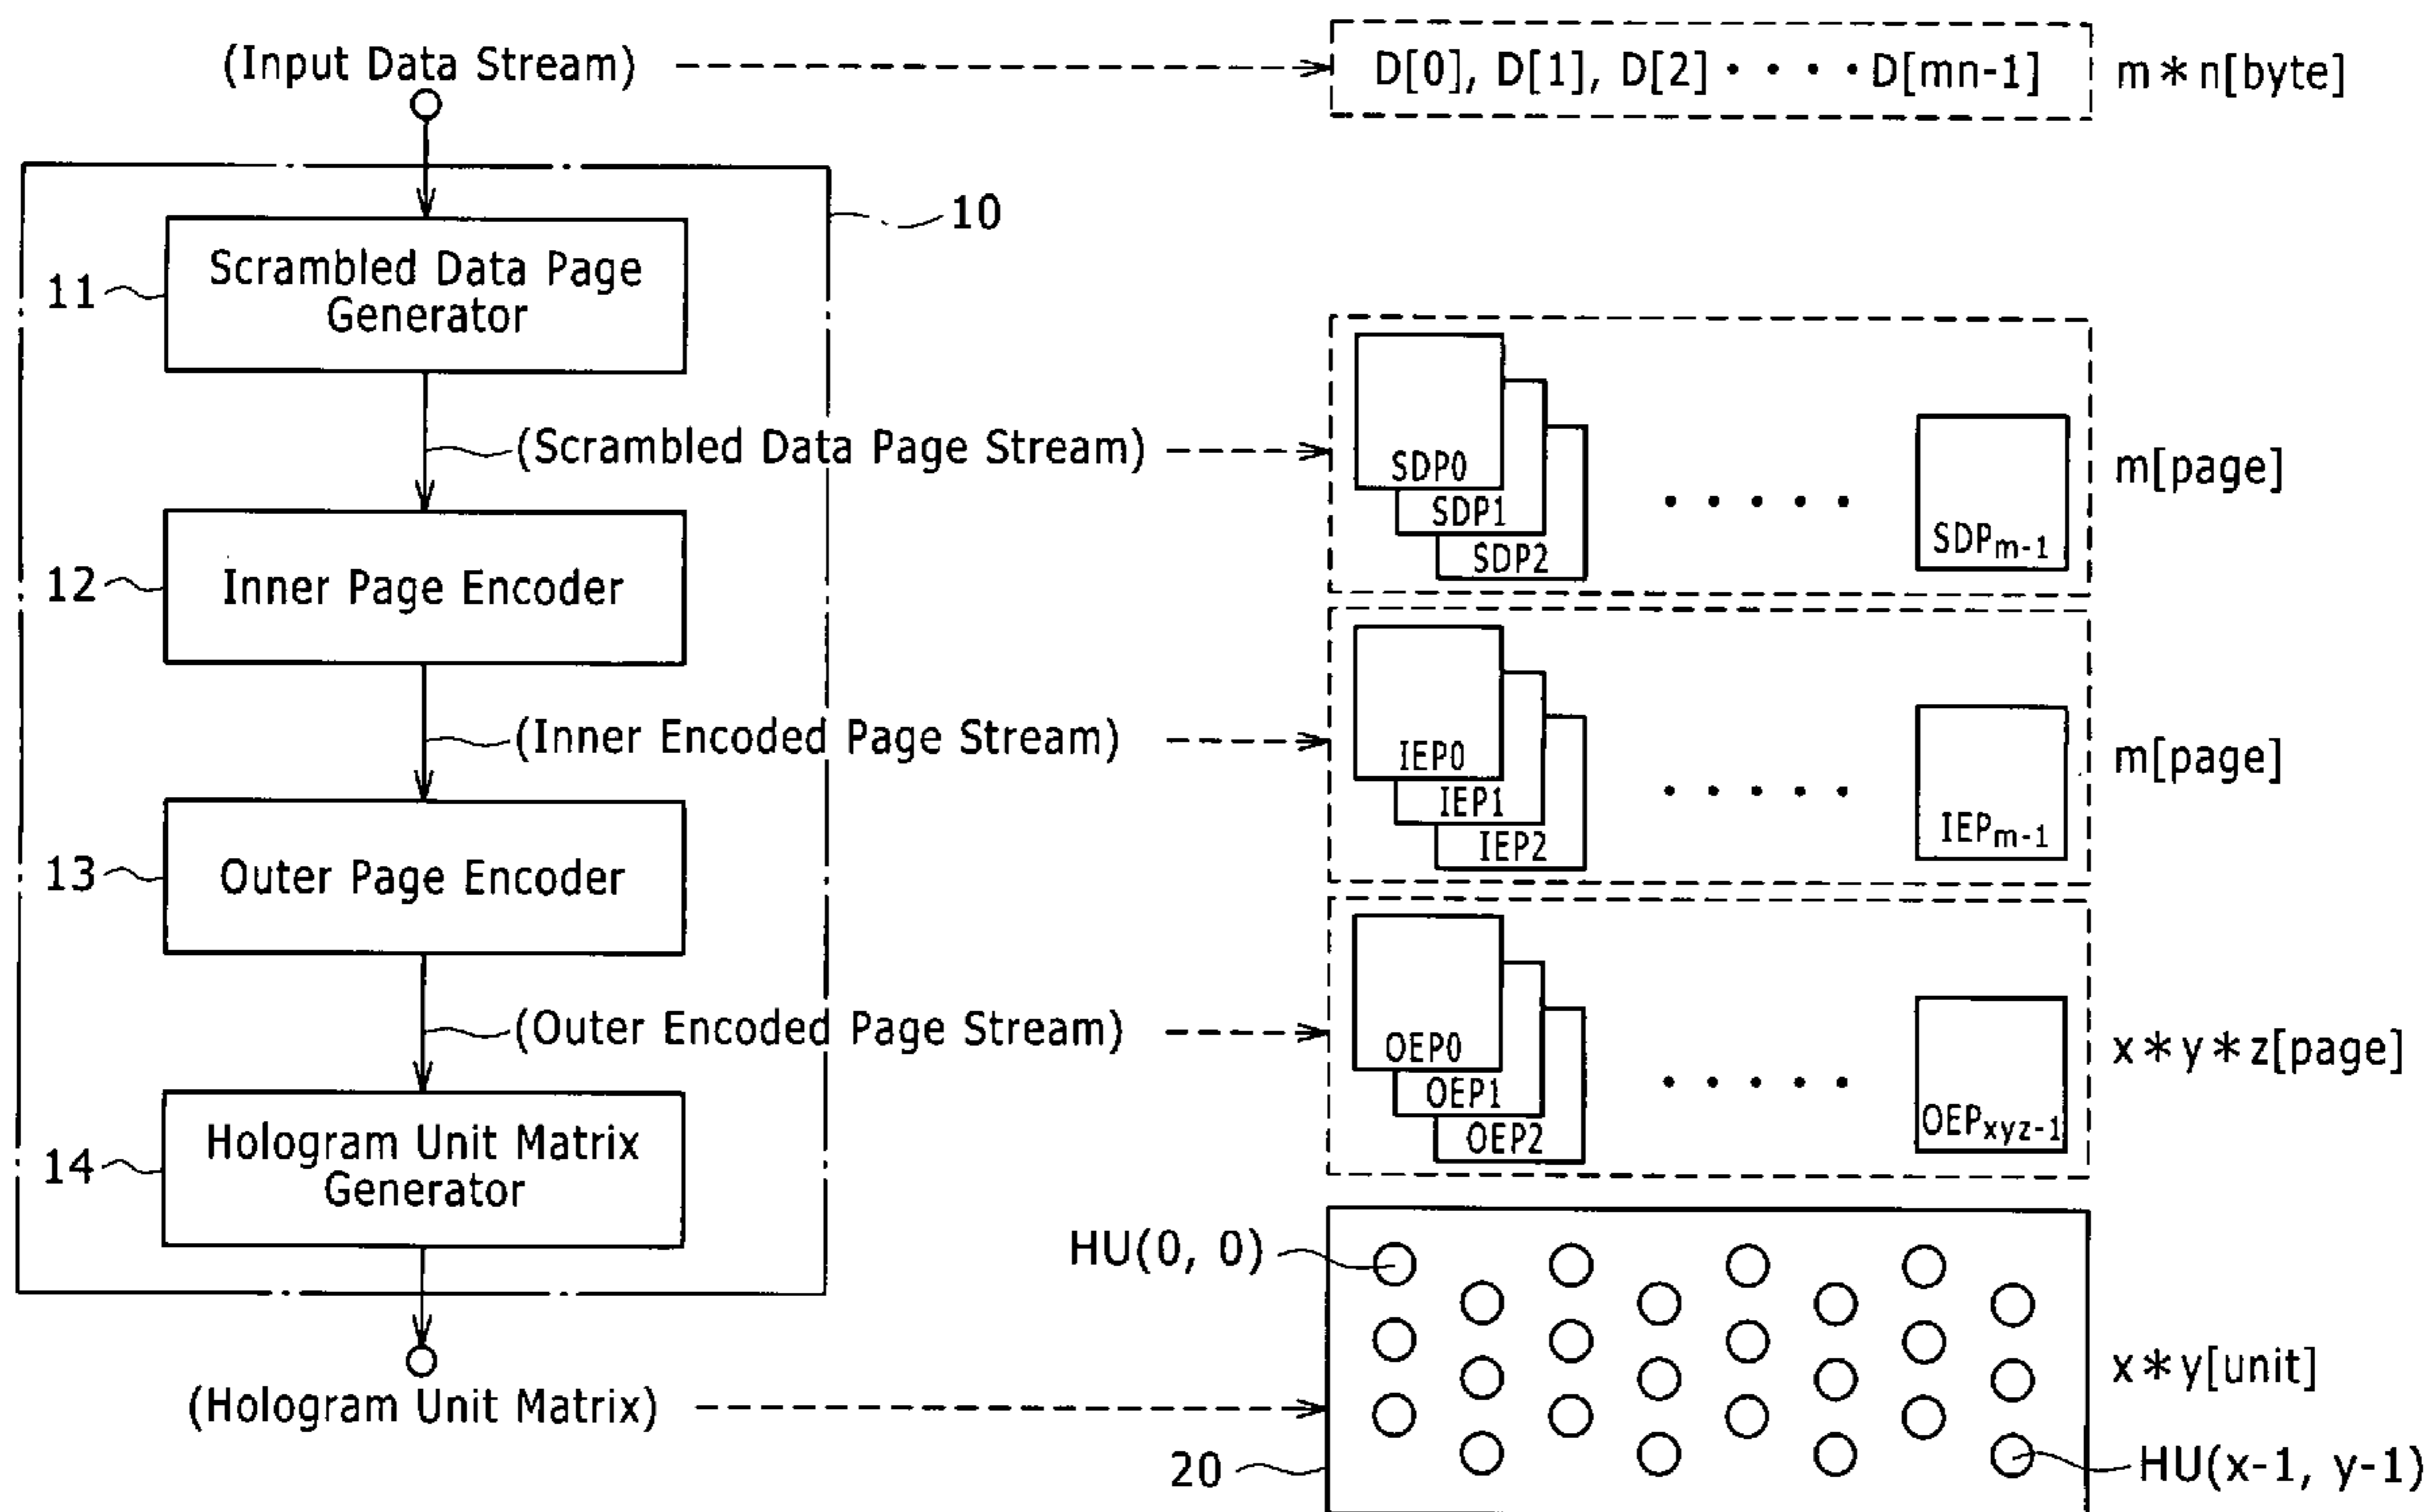 (Input Data Stream)
D[0], D[1], D[2] • • • • D[mn-1]
m*n[byte]
10
11
Scrambled Data Page
Generator
(Scrambled Data Page Stream)
SDP0
SDP1
SDP2
• • • • •
SDPm-1
m[page]
12
Inner Page Encoder
(Inner Encoded Page Stream)
IEP0
IEP1
IEP2
• • • • •
IEPm-1
m[page]
13
Outer Page Encoder
(Outer Encoded Page Stream)
OEP0
OEP1
OEP2
• • • • •
OEPxyz-1
x*y*z[page]
14
Hologram Unit Matrix
Generator
(Hologram Unit Matrix)
HU(0, 0)
x*y[unit]
20
HU(x-1, y-1)